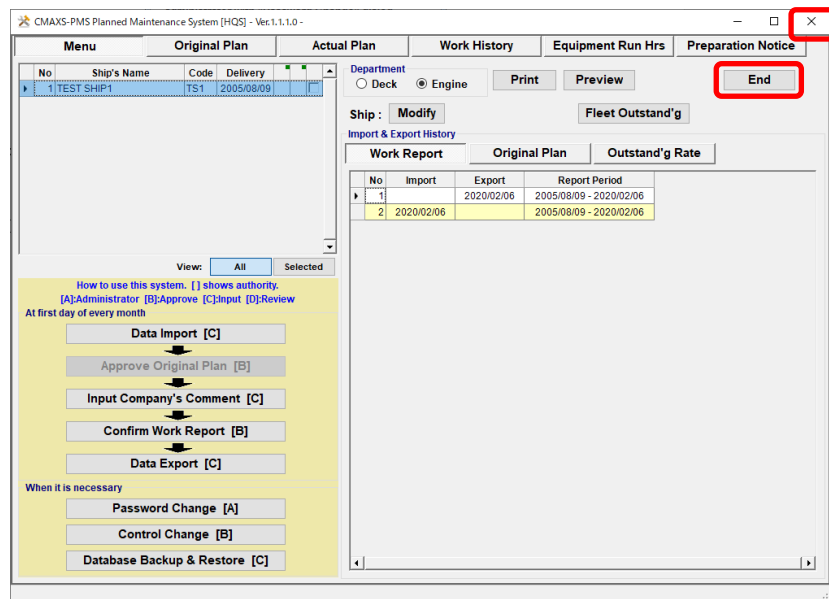 CMAXS-PMS Planned Maintenance System [HQS] - Ver.1.1.1.0 -
Menu Original Plan Actual Plan Work History Equipment Run Hrs Preparation Notice
No Ship's Name Code Delivery
1 TEST SHIP1 TS1 2005/08/09
View: All Selected
How to use this system. [ ] shows authority.
[A]:Administrator [B]:Approve [C]:Input [D]:Review
At first day of every month
Data Import [C]
Approve Original Plan [B]
Input Company's Comment [C]
Confirm Work Report [B]
Data Export [C]
When it is necessary
Password Change [A]
Control Change [B]
Database Backup & Restore [C]
Department
Deck Engine Print Preview End
Ship : Modify Fleet Outstand'g
Import & Export History
Work Report Original Plan Outstand'g Rate
No Import Export Report Period
1 2020/02/06 2005/08/09 - 2020/02/06
2 2020/02/06 2005/08/09 - 2020/02/06